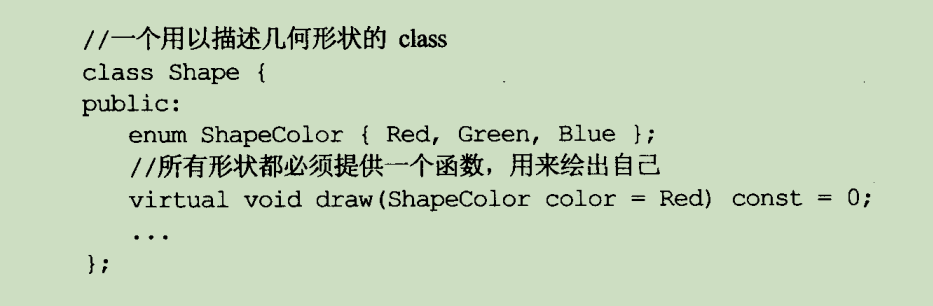 //一个用以描述几何形状的 class
class Shape {
public:
enum ShapeColor { Red, Green, Blue };
//所有形状都必须提供一个函数，用来绘出自己
virtual void draw(ShapeColor color = Red) const = 0;
...
};